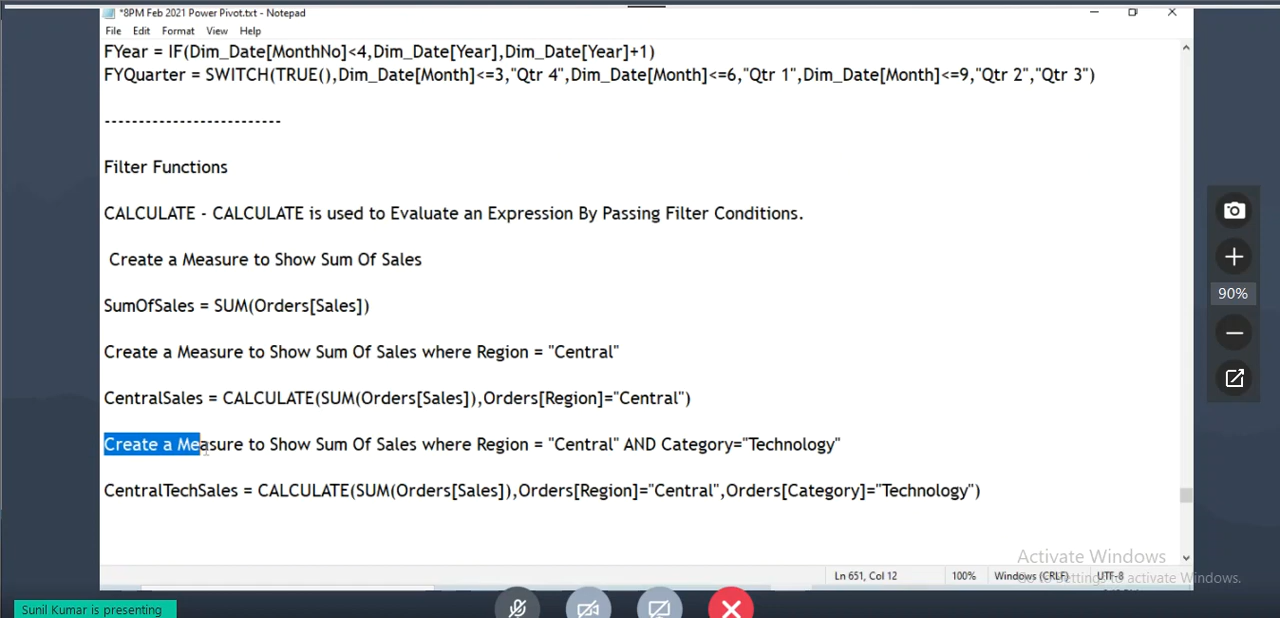 *8PM Feb 2021 Power Pivot.txt - Notepad
File Edit Format View Help
FYear = IF(Dim_Date[MonthNo]<4,Dim_Date[Year],Dim_Date[Year]+1)
FYQuarter = SWITCH(TRUE(),Dim_Date[Month]<=3,"Qtr 4",Dim_Date[Month]<=6,"Qtr 1",Dim_Date[Month]<=9,"Qtr 2","Qtr 3")
--------------------------
Filter Functions
CALCULATE - CALCULATE is used to Evaluate an Expression By Passing Filter Conditions.
Create a Measure to Show Sum Of Sales
SumOfSales = SUM(Orders[Sales])
Create a Measure to Show Sum Of Sales where Region = "Central"
CentralSales = CALCULATE(SUM(Orders[Sales]),Orders[Region]="Central")
Create a Measure to Show Sum Of Sales where Region = "Central" AND Category="Technology"
CentralTechSales = CALCULATE(SUM(Orders[Sales]),Orders[Region]="Central",Orders[Category]="Technology")
90%
Activate Windows
Go to Settings to activate Windows.
Ln 651, Col 12 100% Windows (CRLF) UTF-8
Sunil Kumar is presenting